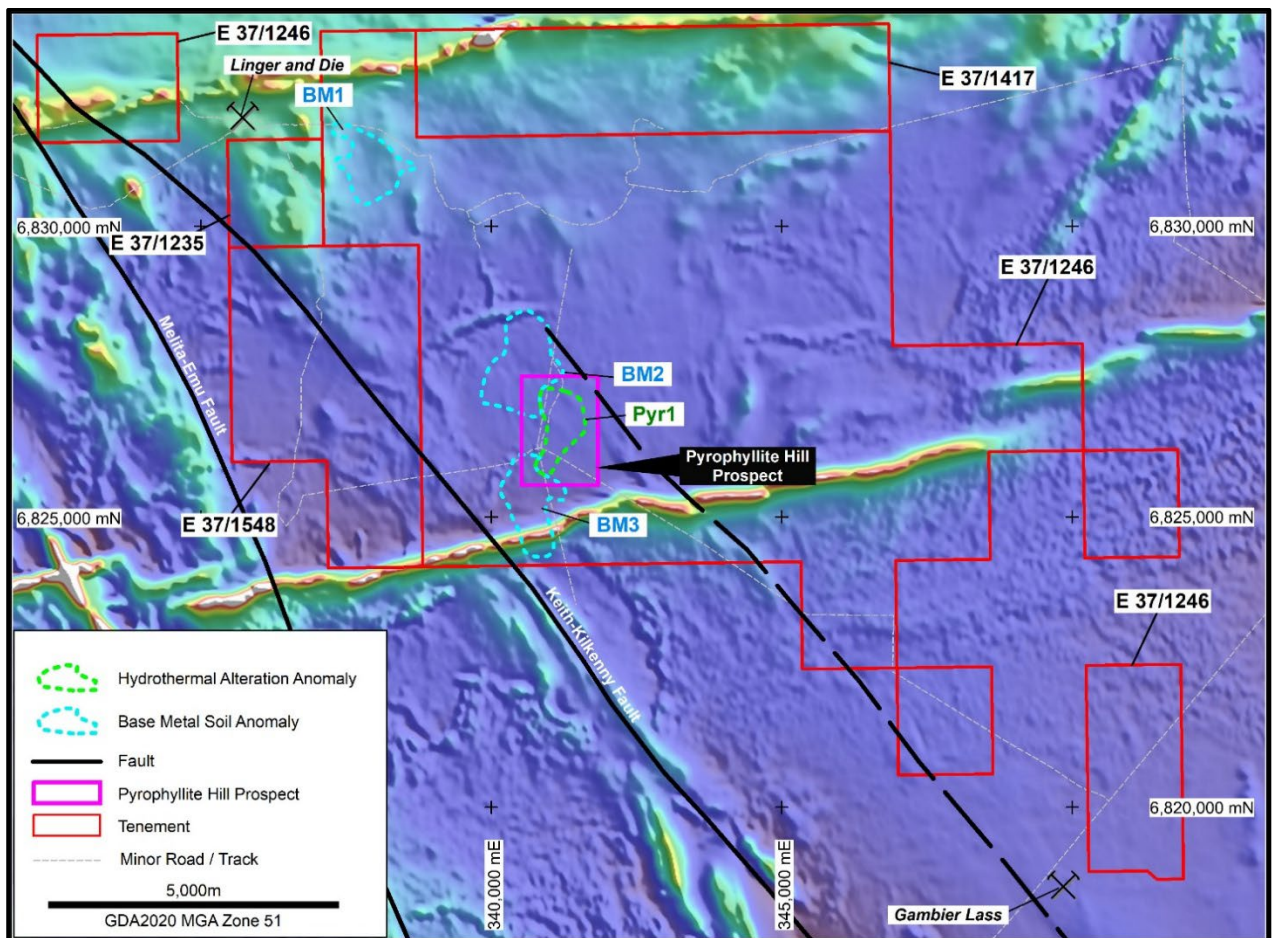 E 37/1246
Linger and Die
BM1
E 37/1417
6,830,000 mN
6,830,000 mN
E 37/1235
E 37/1246
Melita-Emu Fault
BM2
Pyr1
Pyrophyllite Hill
Prospect
6,825,000 mN
E 37/1548
BM3
6,825,000 mN
E 37/1246
Keith-Kilkenny Fault
Hydrothermal Alteration Anomaly
Base Metal Soil Anomaly
Fault
Pyrophyllite Hill Prospect
Tenement
Minor Road / Track
5,000m
GDA2020 MGA Zone 51
340,000 mE
345,000 mE
6,820,000 mN
Gambier Lass